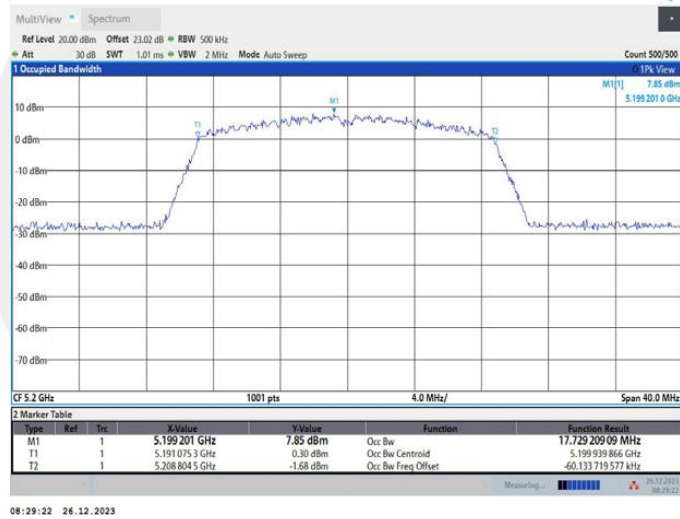 MultiView Spectrum
Ref Level 20.00 dBm Offset 23.02 dB RBW 500 kHz
Att 30 dB SWT 1.01 ms VBW 2 MHz Mode Auto Sweep Count 500/500
1 Occupied Bandwidth 1Pk View
M1[1] 7.85 dBm
5.199 201 0 GHz
10 dBm
M1
T1
T2
0 dBm
-10 dBm
-20 dBm
-30 dBm
-40 dBm
-50 dBm
-60 dBm
-70 dBm
CF 5.2 GHz 1001 pts 4.0 MHz/ Span 40.0 MHz
2 Marker Table
Type Ref Trc X-Value Y-Value Function Function Result
M1 1 5.199 201 GHz 7.85 dBm Occ Bw 17.729 209 09 MHz
T1 1 5.191 075 3 GHz 0.30 dBm Occ Bw Centroid 5.199 939 866 GHz
T2 1 5.208 804 5 GHz -1.68 dBm Occ Bw Freq Offset -60.133 719 577 kHz
Measuring... 26.12.2023
08:29:22
08:29:22 26.12.2023